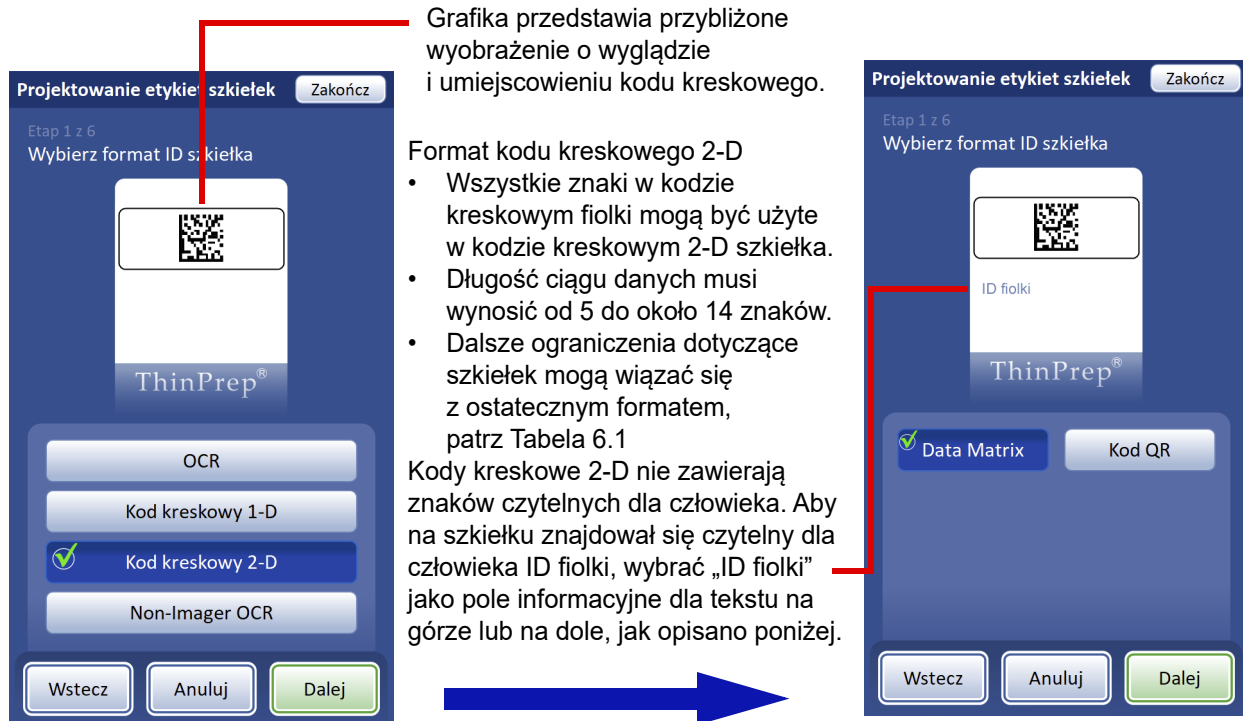 Grafika przedstawia przybliżone
wyobrażenie o wyglądzie
i umiejscowieniu kodu kreskowego.
Projektowanie etykiet szkiełek
Zakończ
Etap 1 z 6
Wybierz format ID szkiełka
ThinPrep®
OCR
Kod kreskowy 1-D
Kod kreskowy 2-D
Non-Imager OCR
Wstecz
Anuluj
Dalej
Format kodu kreskowego 2-D
• Wszystkie znaki w kodzie
kreskowym fiolki mogą być użyte
w kodzie kreskowym 2-D szkiełka.
• Długość ciągu danych musi
wynosić od 5 do około 14 znaków.
• Dalsze ograniczenia dotyczące
szkiełek mogą wiązać się
z ostatecznym formatem,
patrz Tabela 6.1
Kody kreskowe 2-D nie zawierają
znaków czytelnych dla człowieka. Aby
na szkiełku znajdował się czytelny dla
człowieka ID fiolki, wybrać „ID fiolki”
jako pole informacyjne dla tekstu na
górze lub na dole, jak opisano poniżej.
Projektowanie etykiet szkiełek
Zakończ
Etap 1 z 6
Wybierz format ID szkiełka
ID fiolki
ThinPrep®
Data Matrix
Kod QR
Wstecz
Anuluj
Dalej